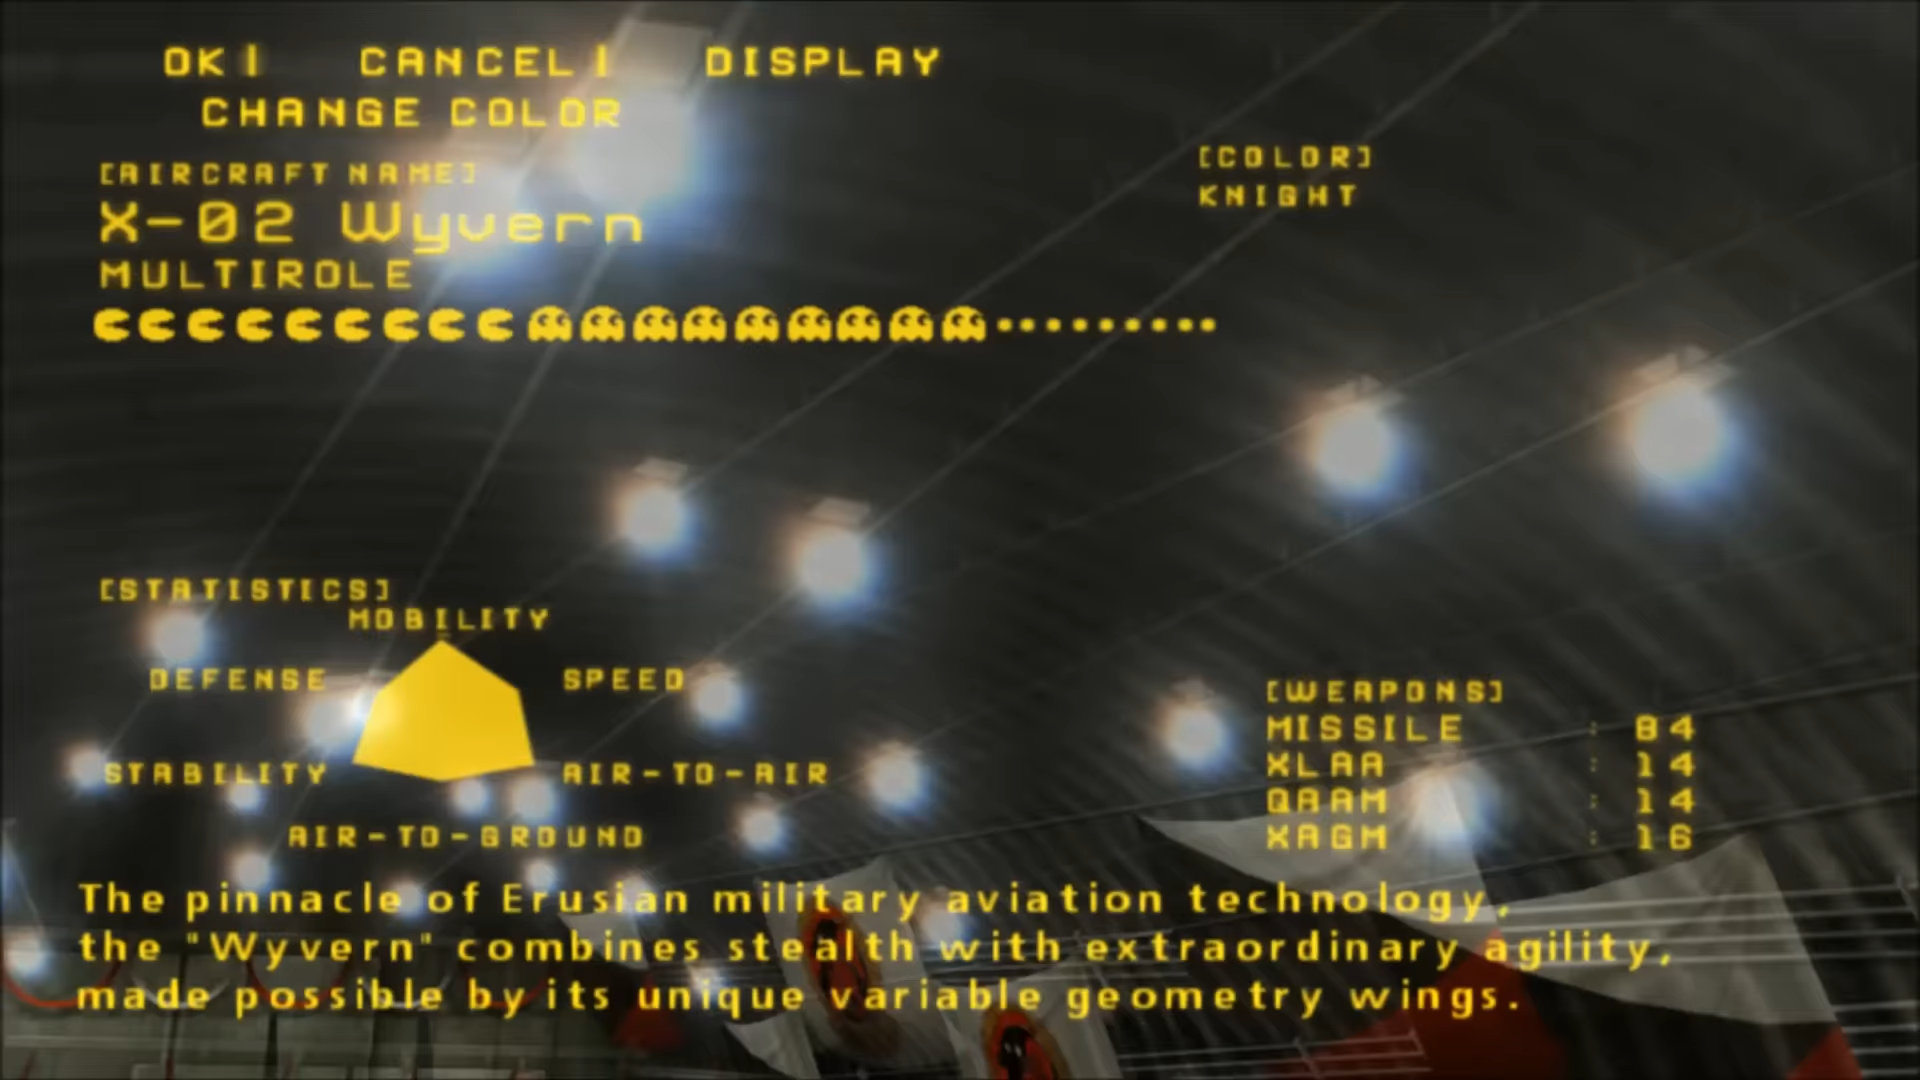 OK CANCEL DISPLAY
CHANGE COLOR
[AIRCRAFT NAME]
X-02 Wyvern
MULTIROLE
[COLOR]
KNIGHT
[STATISTICS]
MOBILITY
DEFENSE SPEED
STABILITY AIR-TO-AIR
AIR-TO-GROUND
[WEAPONS]
MISSILE : 84
XLAA : 14
QAAM : 14
XAGM : 16
The pinnacle of Erusian military aviation technology,
the "Wyvern" combines stealth with extraordinary agility,
made possible by its unique variable geometry wings.